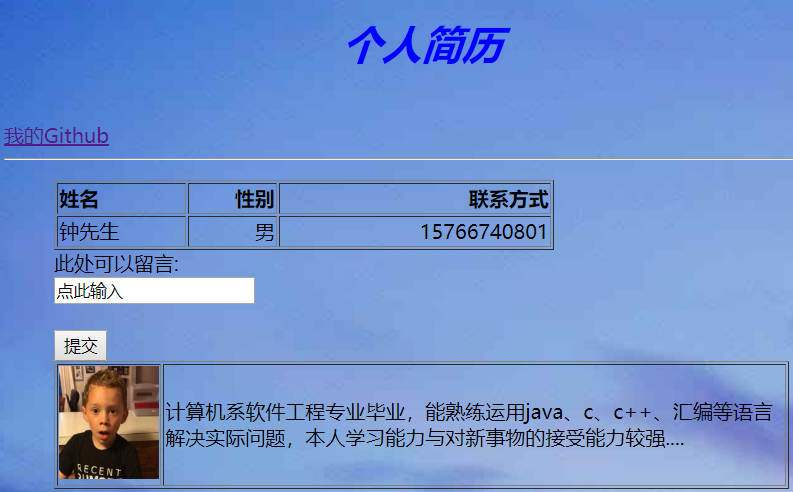 个人简历
我的Github
姓名 性别 联系方式
钟先生 男 15766740801
此处可以留言:
点此输入
提交
RECENT
计算机系软件工程专业毕业，能熟练运用java、c、c++、汇编等语言
解决实际问题，本人学习能力与对新事物的接受能力较强....